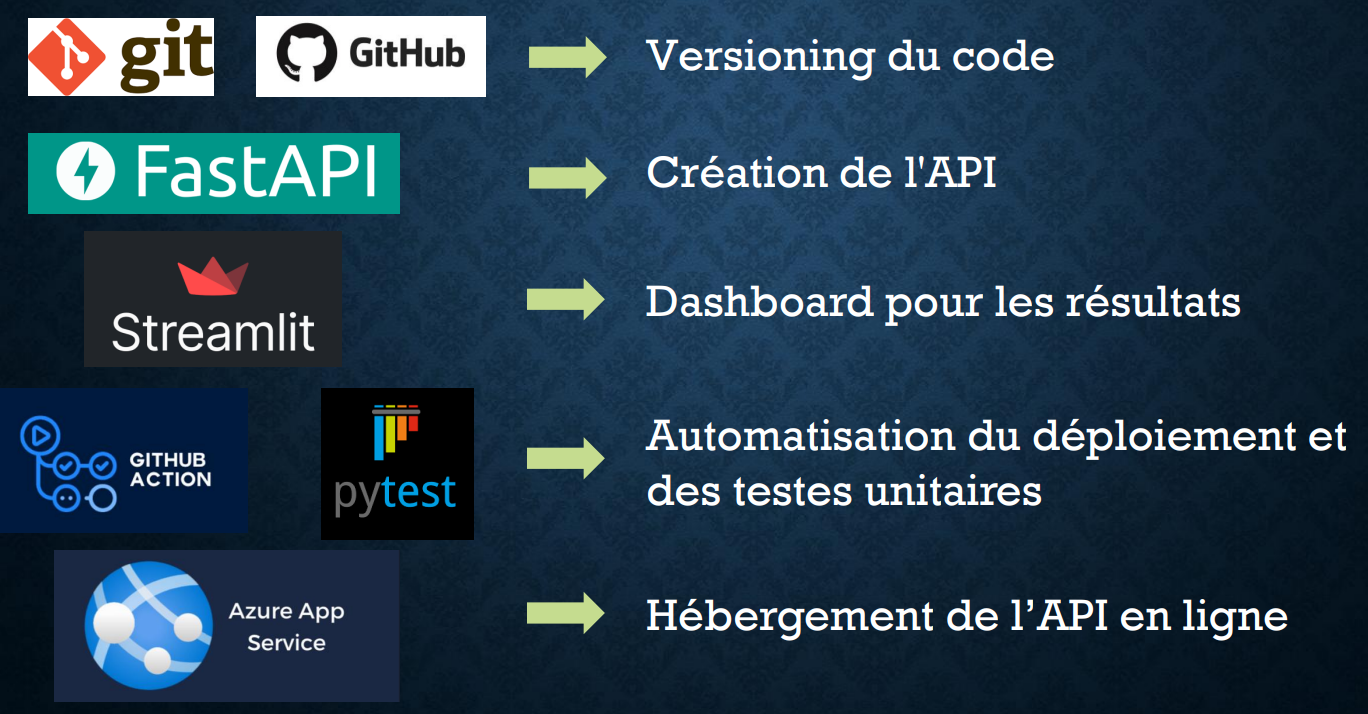 git
GitHub
Versioning du code
FastAPI
Création de l'API
Streamlit
Dashboard pour les résultats
GITHUB
ACTION
pytest
Automatisation du déploiement et
des testes unitaires
Azure App
Service
Hébergement de l’API en ligne